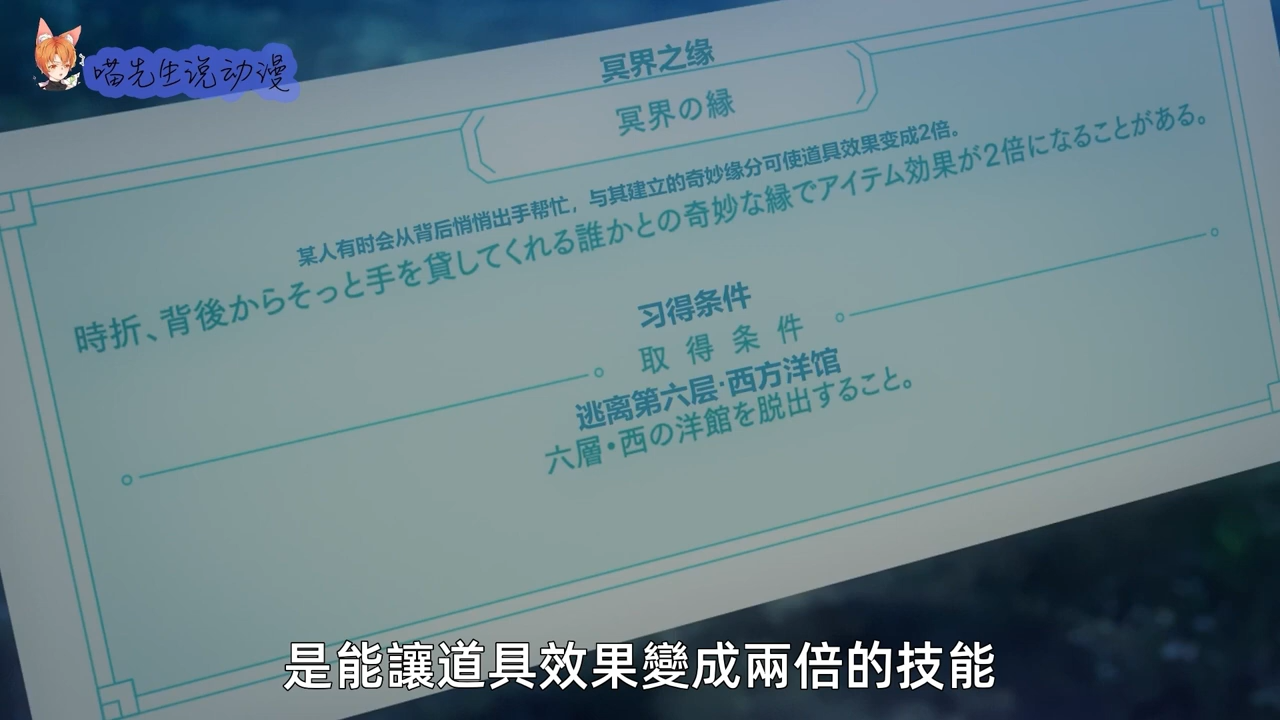 喵先生说动漫
冥界之缘
冥界の縁
某人有时会从背后悄悄出手帮忙，与其建立的奇妙缘分可使道具效果变成2倍。
時折、背後からそっと手を貸してくれる誰かとの奇妙な縁でアイテム効果が2倍になることがある。
习得条件
取得条件
逃离第六层·西方洋馆
六層・西の洋館を脱出すること。
是能讓道具效果變成兩倍的技能